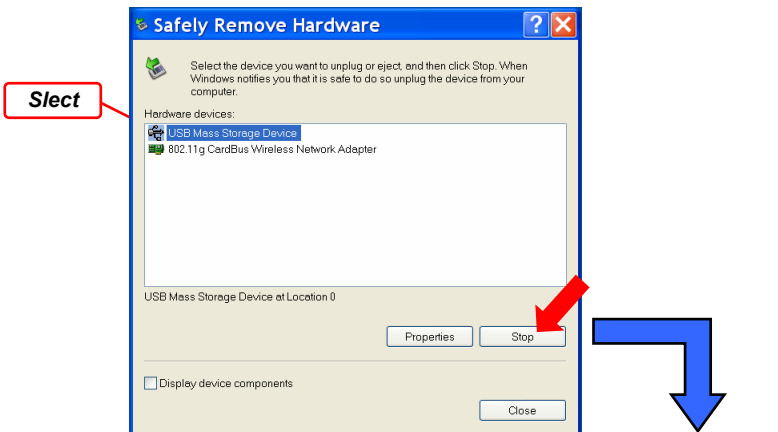 Safely Remove Hardware
Select the device you want to unplug or eject, and then click Stop. When
Windows notifies you that it is safe to do so unplug the device from your
computer.
Slect
Hardware devices:
USB Mass Storage Device
802.11g CardBus Wireless Network Adapter
USB Mass Storage Device at Location 0
Properties Stop
Display device components
Close